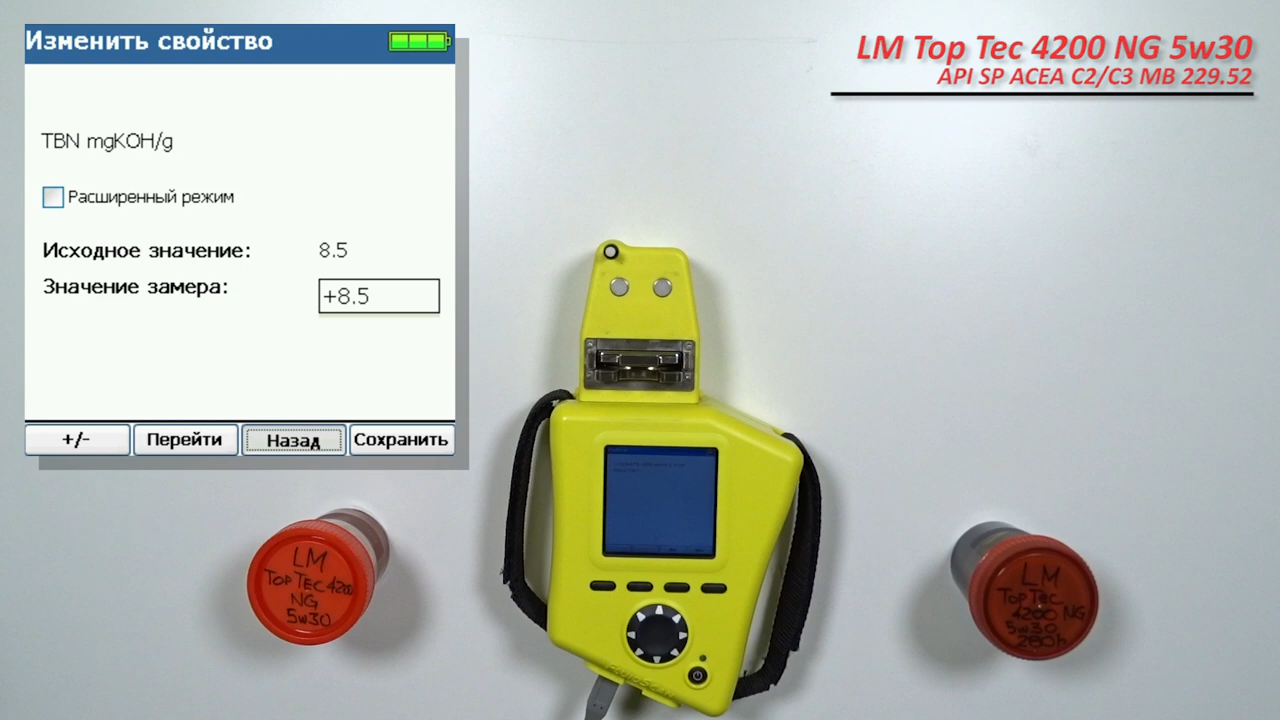 Изменить свойство
TBN mgKOH/g
Расширенный режим
Исходное значение: 8.5
Значение замера: +8.5
+/- Перейти Назад Сохранить
LM Top Tec 4200 NG 5w30
API SP ACEA C2/C3 MB 229.52
LM
TOP TEC 4200
NG
5w30
LM
TOP TEC
4200 NG
5w30
280h